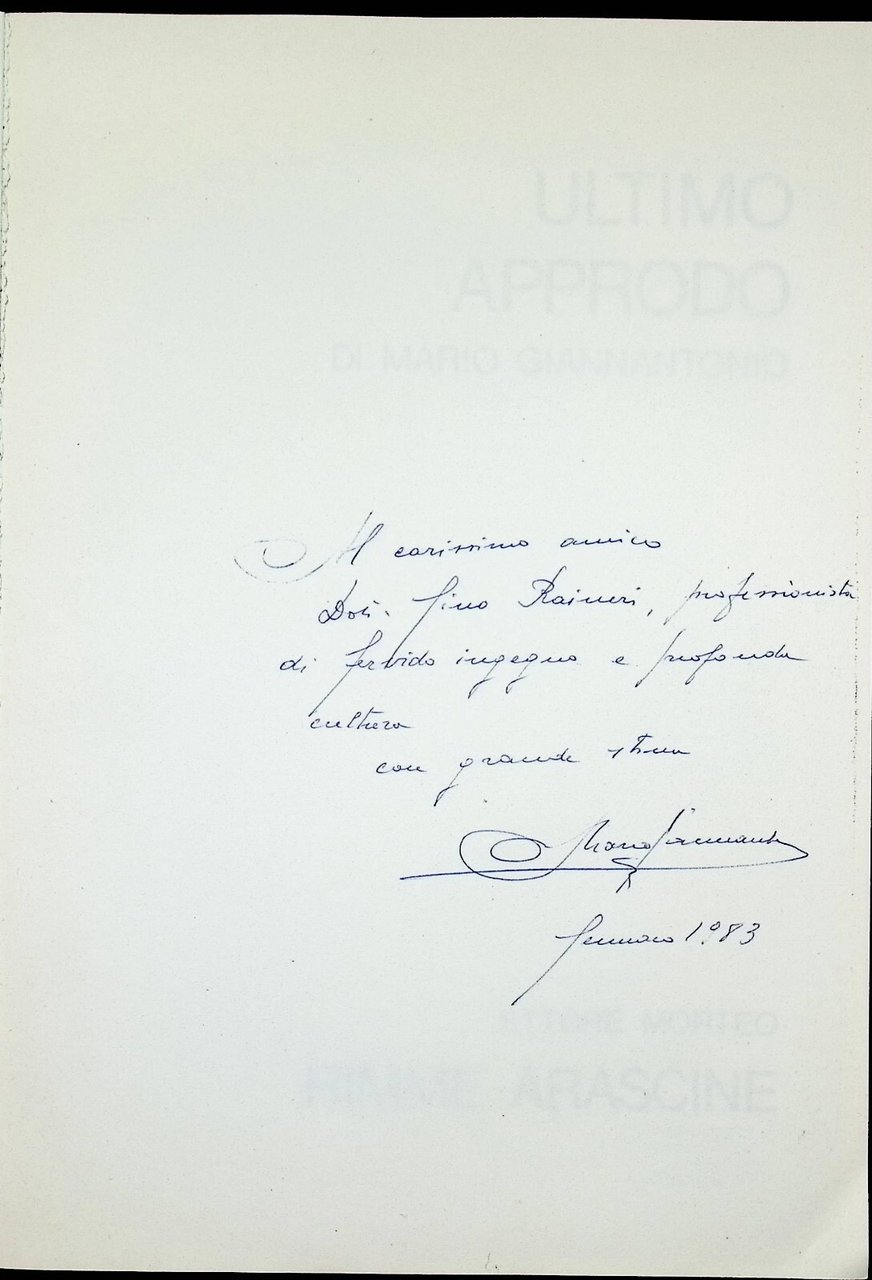 ULTIMO
APPRODO
DI MARIO GIANNANTONIO
Al carissimo amico
Dott. Gino Raineri, professionista
di fervido ingegno e profonda
cultura
con grande stima
Mario
Gennaio 1983
ETTORE MORTEO
RIMME ARASCINE